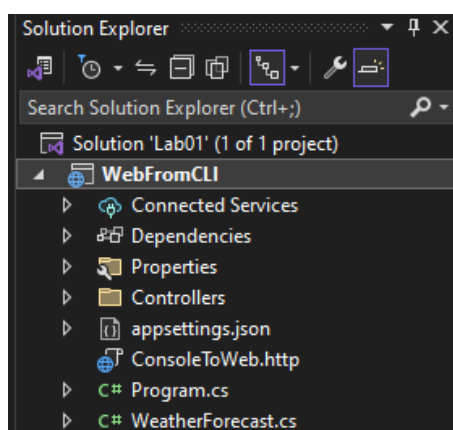 Solution Explorer
Search Solution Explorer (Ctrl+;)
Solution 'Lab01' (1 of 1 project)
WebFromCLI
Connected Services
Dependencies
Properties
Controllers
appsettings.json
ConsoleToWeb.http
C# Program.cs
C# WeatherForecast.cs